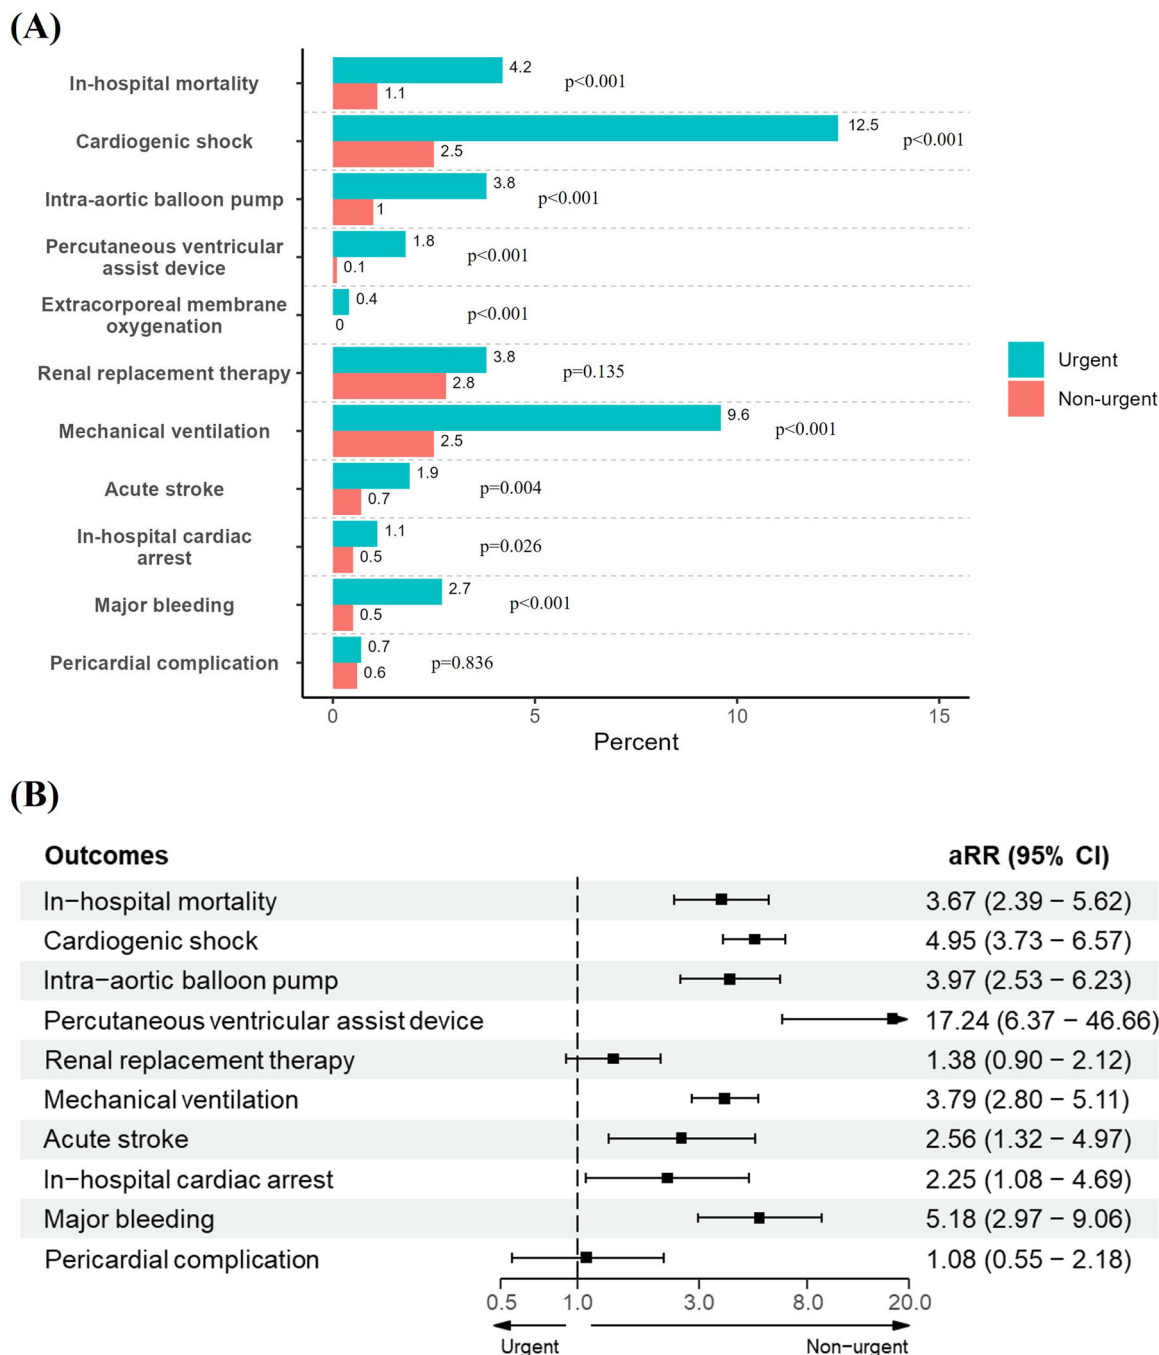 (A)
In-hospital mortality
4.2
1.1
p<0.001
Cardiogenic shock
12.5
2.5
p<0.001
Intra-aortic balloon pump
3.8
1
p<0.001
Percutaneous ventricular
assist device
1.8
0.1
p<0.001
Extracorporeal membrane
oxygenation
0.4
0
p<0.001
Renal replacement therapy
3.8
2.8
p=0.135
Mechanical ventilation
9.6
2.5
p<0.001
Acute stroke
1.9
0.7
p=0.004
In-hospital cardiac
arrest
1.1
0.5
p=0.026
Major bleeding
2.7
0.5
p<0.001
Pericardial complication
0.7
0.6
p=0.836
0 5 10 15
Percent
Urgent
Non-urgent
(B)
Outcomes aRR (95% CI)
In−hospital mortality 3.67 (2.39 − 5.62)
Cardiogenic shock 4.95 (3.73 − 6.57)
Intra−aortic balloon pump 3.97 (2.53 − 6.23)
Percutaneous ventricular assist device 17.24 (6.37 − 46.66)
Renal replacement therapy 1.38 (0.90 − 2.12)
Mechanical ventilation 3.79 (2.80 − 5.11)
Acute stroke 2.56 (1.32 − 4.97)
In−hospital cardiac arrest 2.25 (1.08 − 4.69)
Major bleeding 5.18 (2.97 − 9.06)
Pericardial complication 1.08 (0.55 − 2.18)
0.5 1.0 3.0 8.0 20.0
Urgent Non-urgent